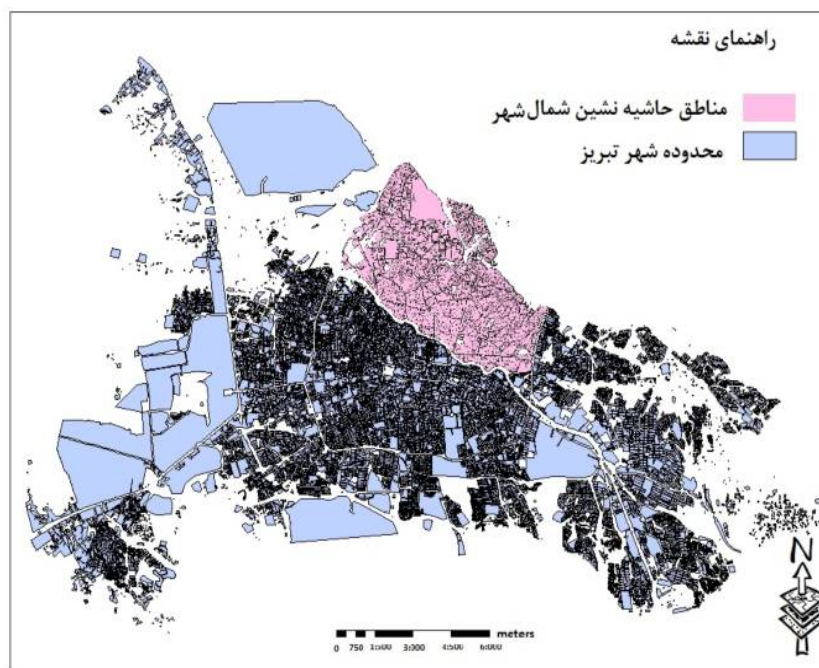 راهنمای نقشه
مناطق حاشیه نشین شمال‌شهر
محدوده شهر تبریز
N
meters
0 750 1:500 3:000 4:500 6:000